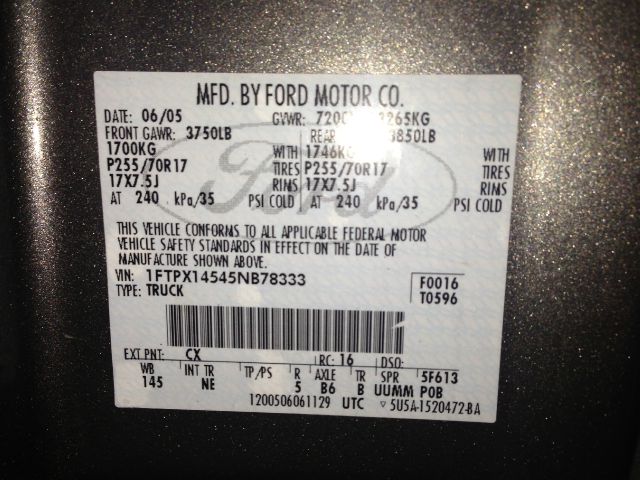 MFD. BY FORD MOTOR CO.
DATE: 06/05 GVWR: 3265KG
FRONT GAWR: 3750LB REAR 3850LB
1700KG WITH 1746KG WITH
P255/70R17 TIRES P255/70R17 TIRES
17X7.5J RIMS 17X7.5J RIMS
AT 240 kPa/35 PSI COLD AT 240 kPa/35 PSI COLD
Ford
THIS VEHICLE CONFORMS TO ALL APPLICABLE FEDERAL MOTOR
VEHICLE SAFETY STANDARDS IN EFFECT ON THE DATE OF
MANUFACTURE SHOWN ABOVE.
VIN: 1FTPX14545NB78333 F0016
TYPE: TRUCK T0596
EXT PNT: CX RC: 16 DSO:
WB INT TR TP/PS R AXLE TR SPR 5F613
145 NE 5 B6 B UUMM POB
1200506061129 UTC ▽ 5U5A-1520472-BA